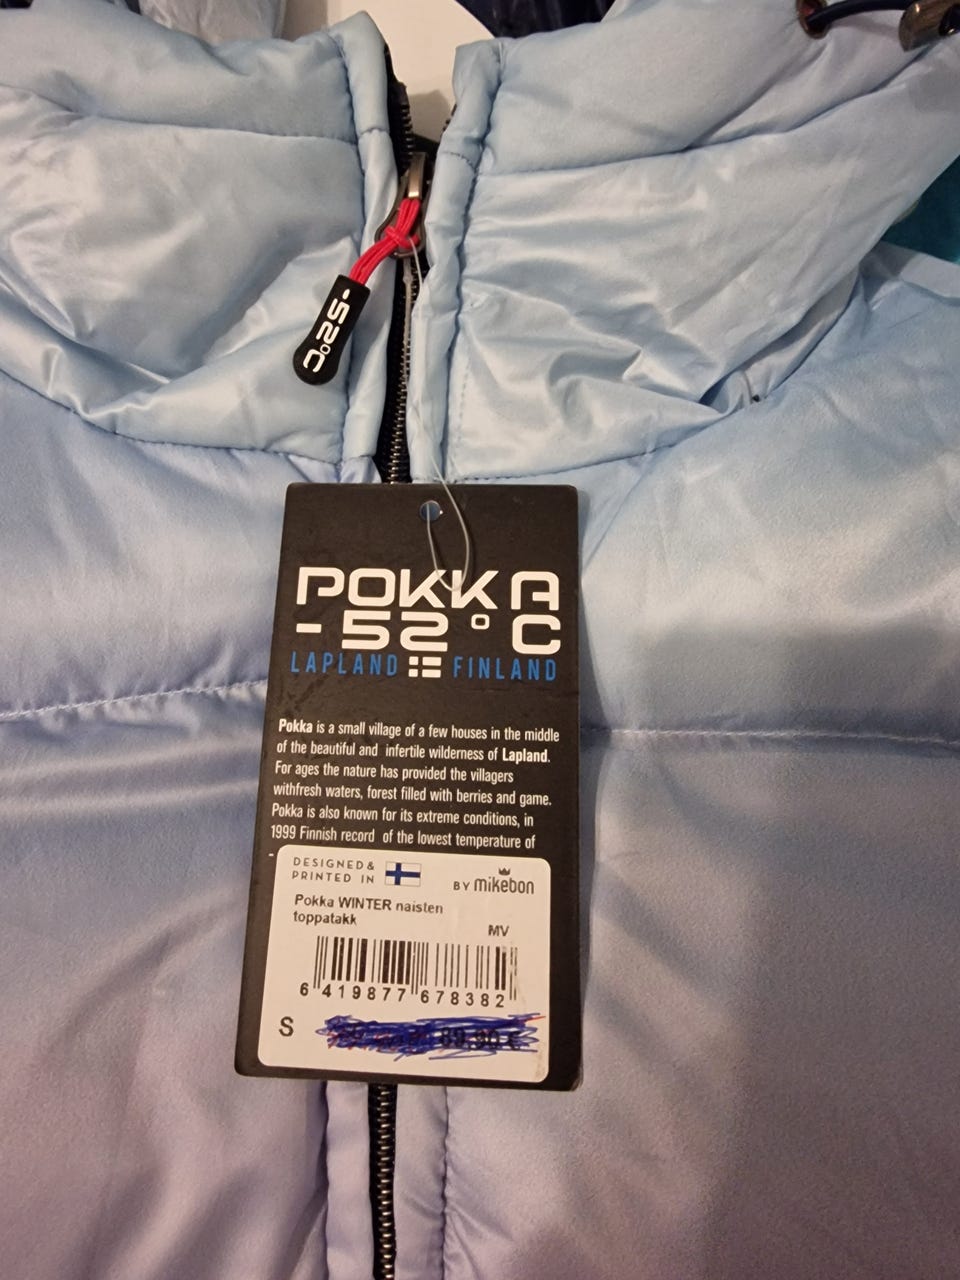 -52°C
POKKA
-52°C
LAPLAND FINLAND
Pokka is a small village of a few houses in the middle
of the beautiful and infertile wilderness of Lapland.
For ages the nature has provided the villagers
withfresh waters, forest filled with berries and game.
Pokka is also known for its extreme conditions, in
1999 Finnish record of the lowest temperature of
-
DESIGNED &
PRINTED IN
BY mikebon
Pokka WINTER naisten
toppatakk
MV
6 419877 678382
S
89,90 €